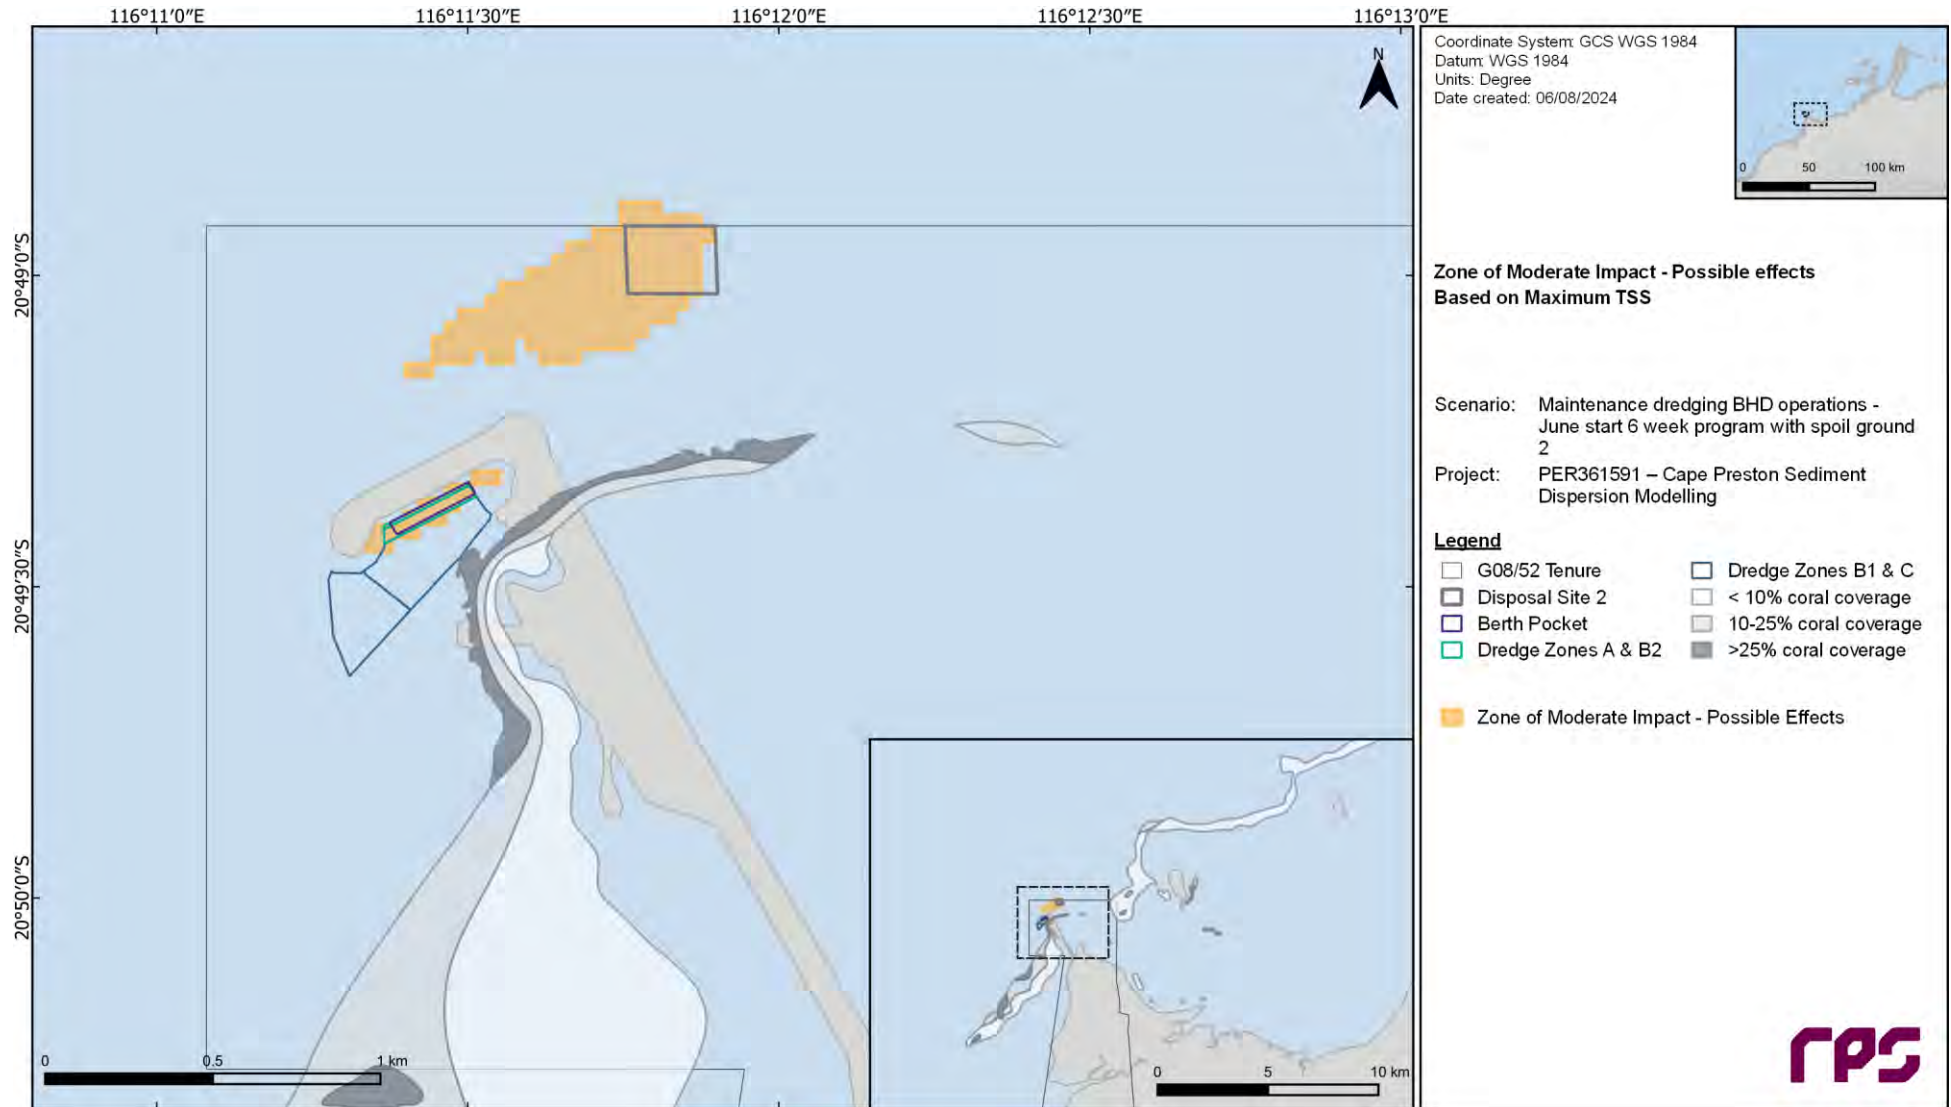 116°11'0"E
116°11'30"E
116°12'0"E
116°12'30"E
116°13'0"E
20°49'0"S
20°49'30"S
20°50'0"S
N
0 0.5 1 km
0 5 10 km
Coordinate System: GCS WGS 1984
Datum: WGS 1984
Units: Degree
Date created: 06/08/2024
0 50 100 km
Zone of Moderate Impact - Possible effects
Based on Maximum TSS
Scenario: Maintenance dredging BHD operations -
June start 6 week program with spoil ground
2
Project: PER361591 – Cape Preston Sediment
Dispersion Modelling
Legend
G08/52 Tenure
Disposal Site 2
Berth Pocket
Dredge Zones A & B2
Dredge Zones B1 & C
< 10% coral coverage
10-25% coral coverage
>25% coral coverage
Zone of Moderate Impact - Possible Effects
rps